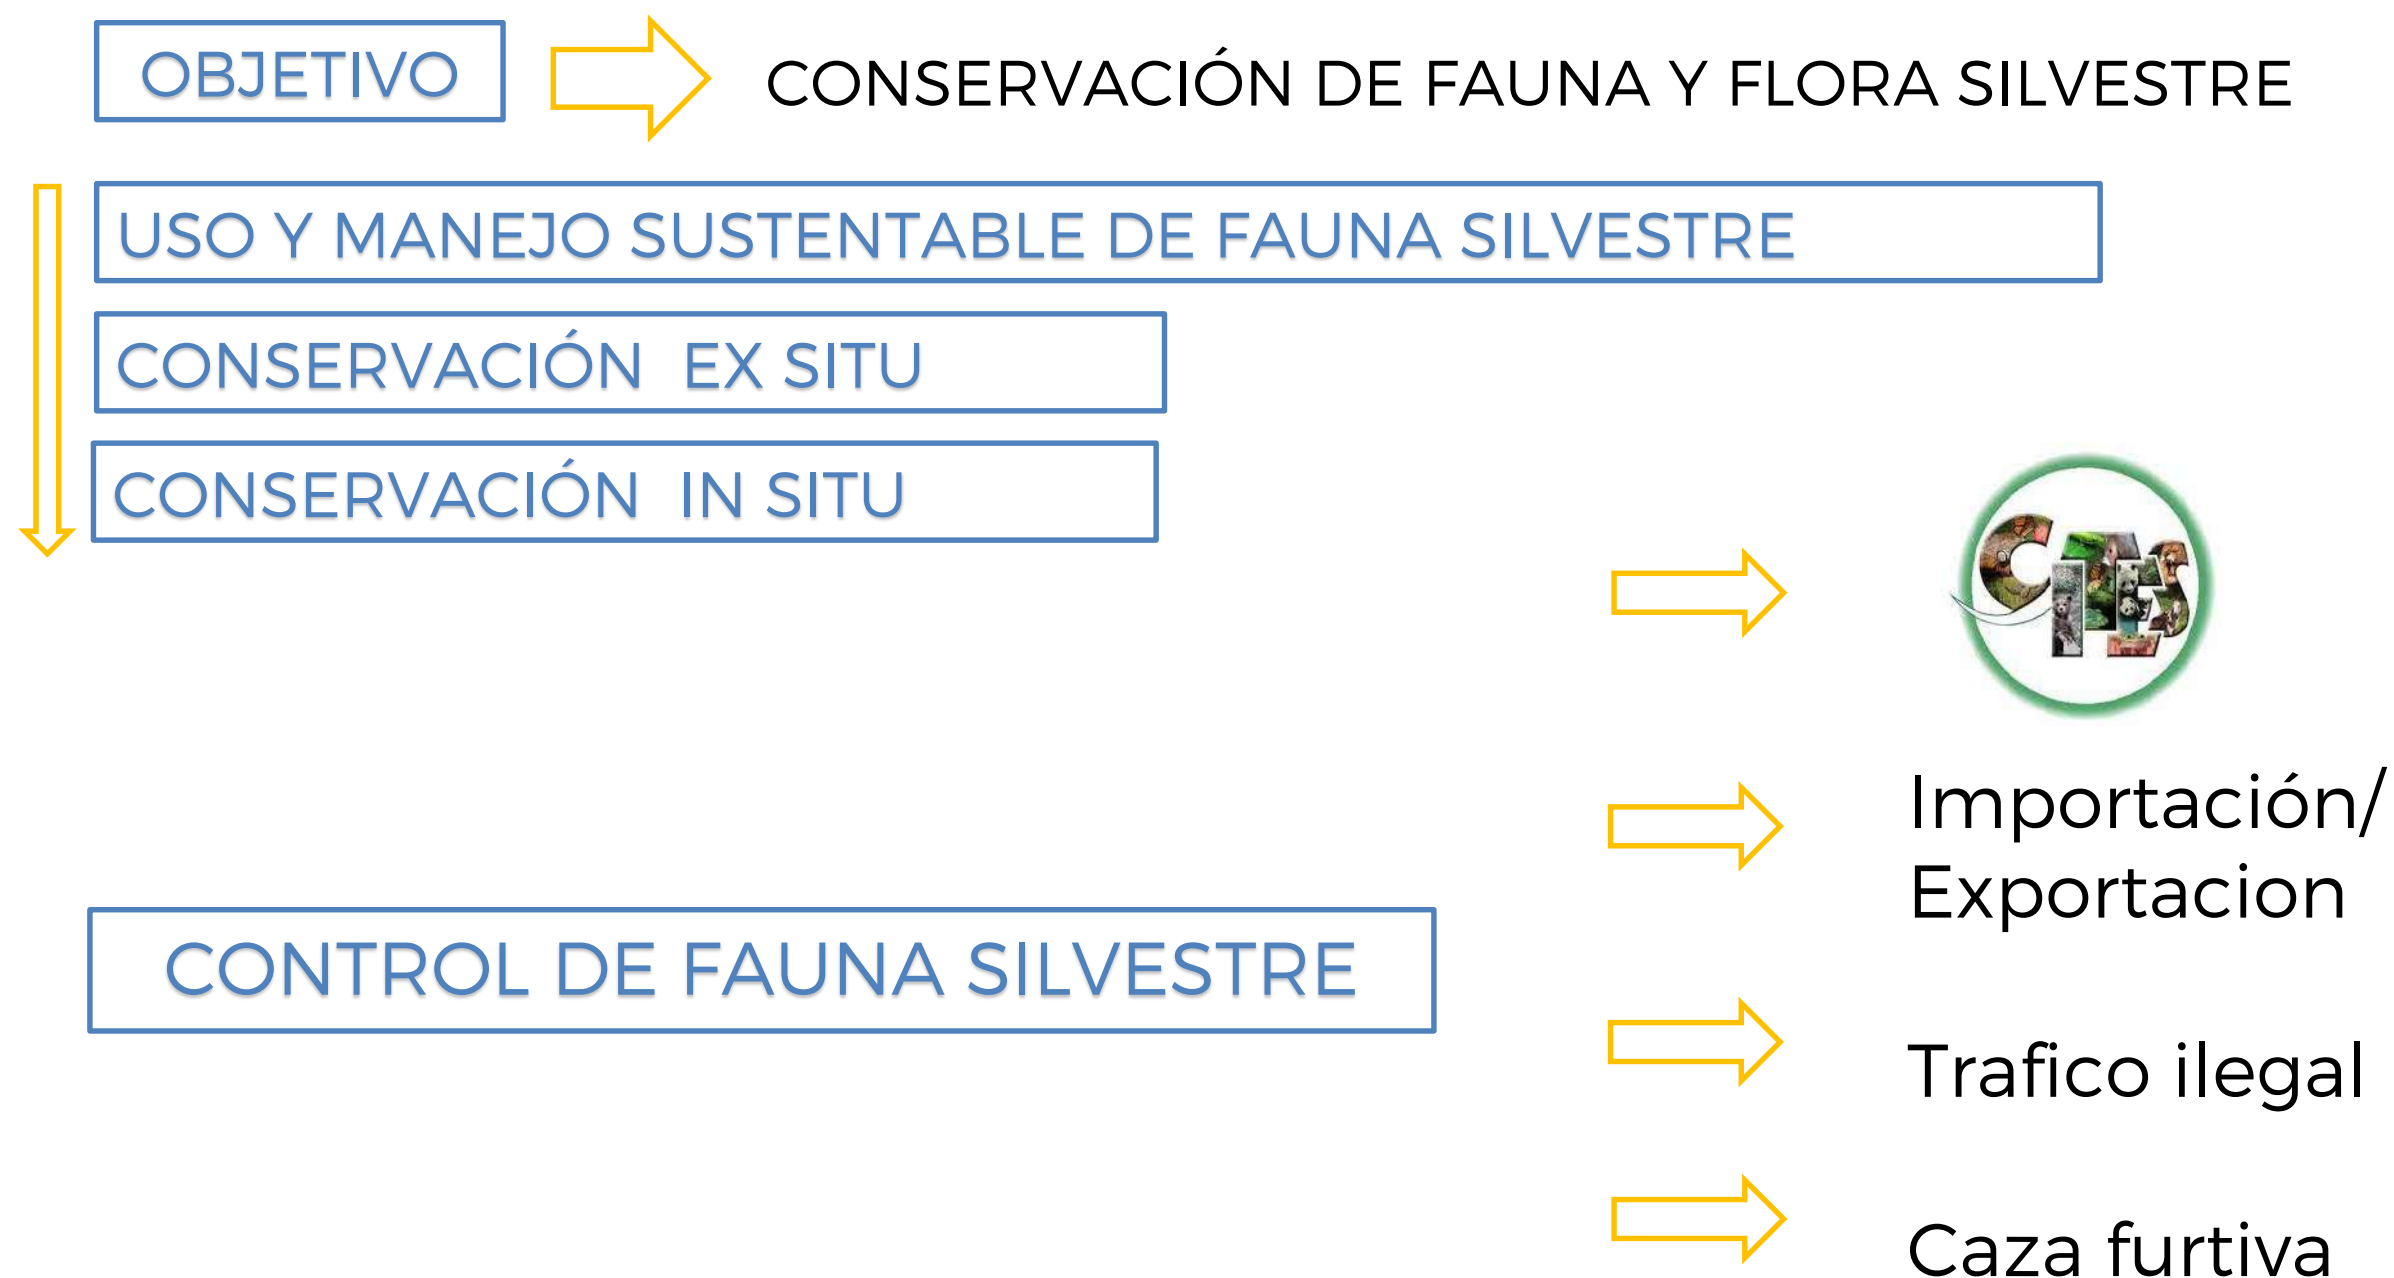 OBJETIVO
CONSERVACIÓN DE FAUNA Y FLORA SILVESTRE
USO Y MANEJO SUSTENTABLE DE FAUNA SILVESTRE
CONSERVACIÓN EX SITU
CONSERVACIÓN IN SITU
CITES
Importación/
Exportacion
CONTROL DE FAUNA SILVESTRE
Trafico ilegal
Caza furtiva